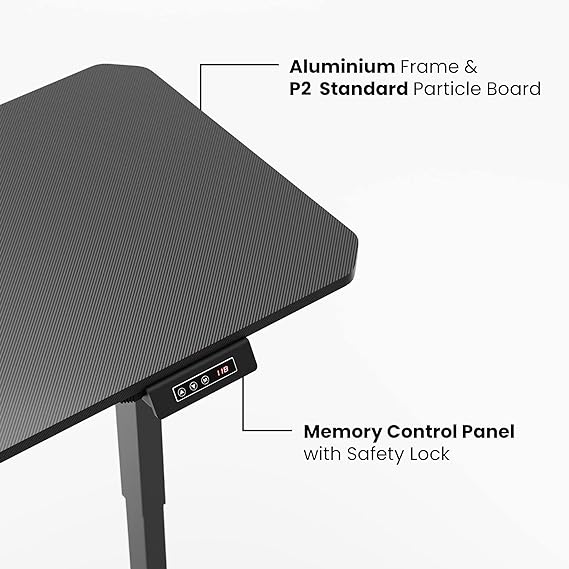 Aluminium Frame &
P2 Standard Particle Board
118
Memory Control Panel
with Safety Lock